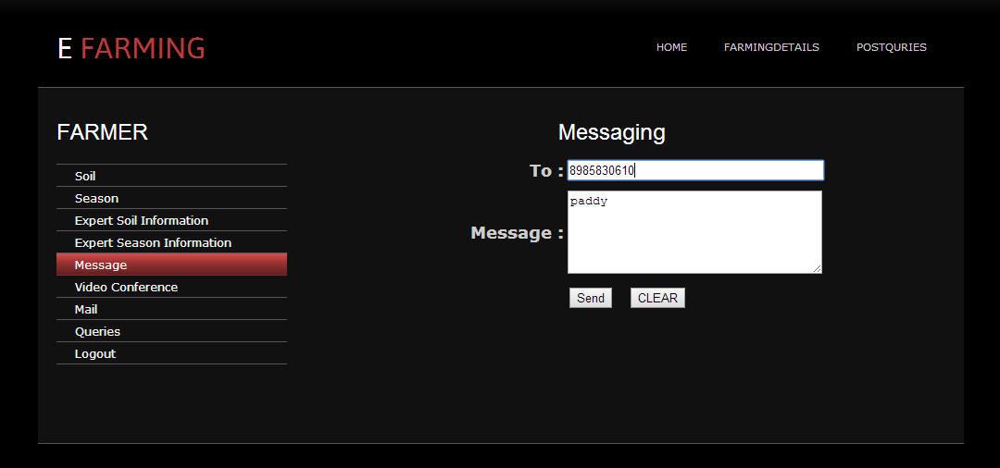 E FARMING
HOME FARMINGDETAILS POSTQURIES
FARMER
Soil
Season
Expert Soil Information
Expert Season Information
Message
Video Conference
Mail
Queries
Logout
Messaging
To : 8985830610
Message : paddy
Send CLEAR